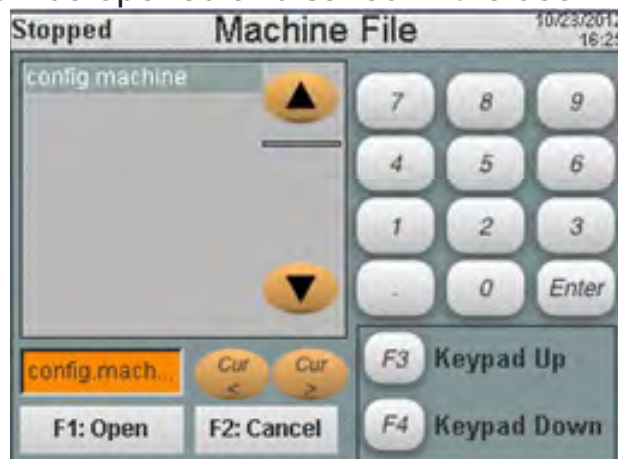 Stopped
Machine File
10/23/2012
16:25
config.machine
7 8 9
4 5 6
1 2 3
. 0 Enter
config.mach...
Cur <
Cur >
F3 Keypad Up
F1: Open
F2: Cancel
F4 Keypad Down